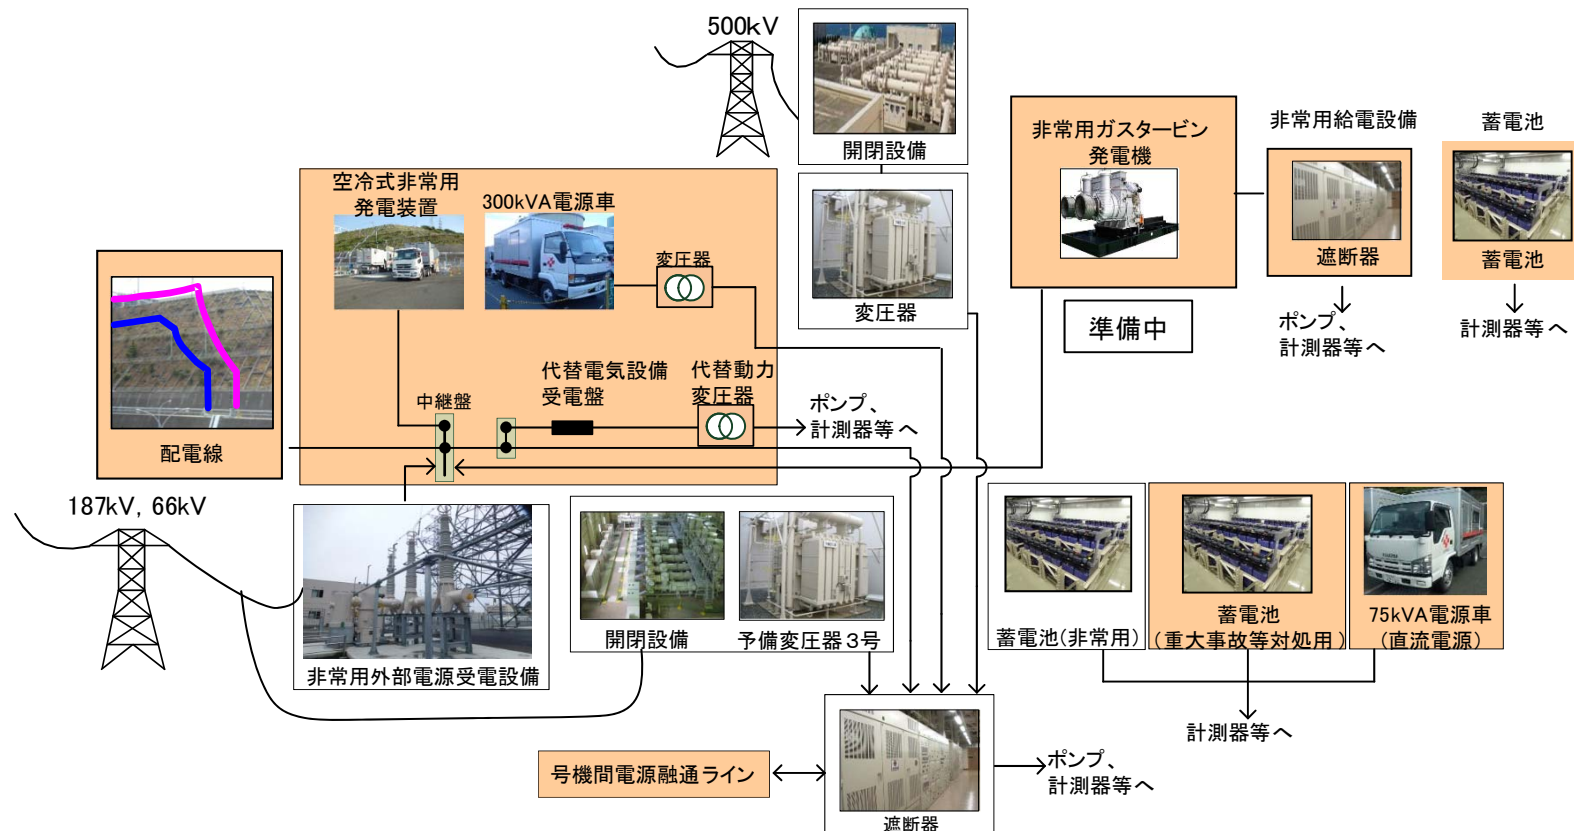 500kV
開閉設備
変圧器
非常用ガスタービン
発電機
準備中
非常用給電設備
遮断器
ポンプ、
計測器等へ
蓄電池
蓄電池
計測器等へ
空冷式非常用
発電装置
300kVA電源車
変圧器
代替電気設備
受電盤
代替動力
変圧器
ポンプ、
計測器等へ
中継盤
配電線
187kV, 66kV
非常用外部電源受電設備
開閉設備
予備変圧器3号
蓄電池(非常用)
蓄電池
(重大事故等対処用)
75kVA電源車
(直流電源)
計測器等へ
号機間電源融通ライン
遮断器
ポンプ、
計測器等へ